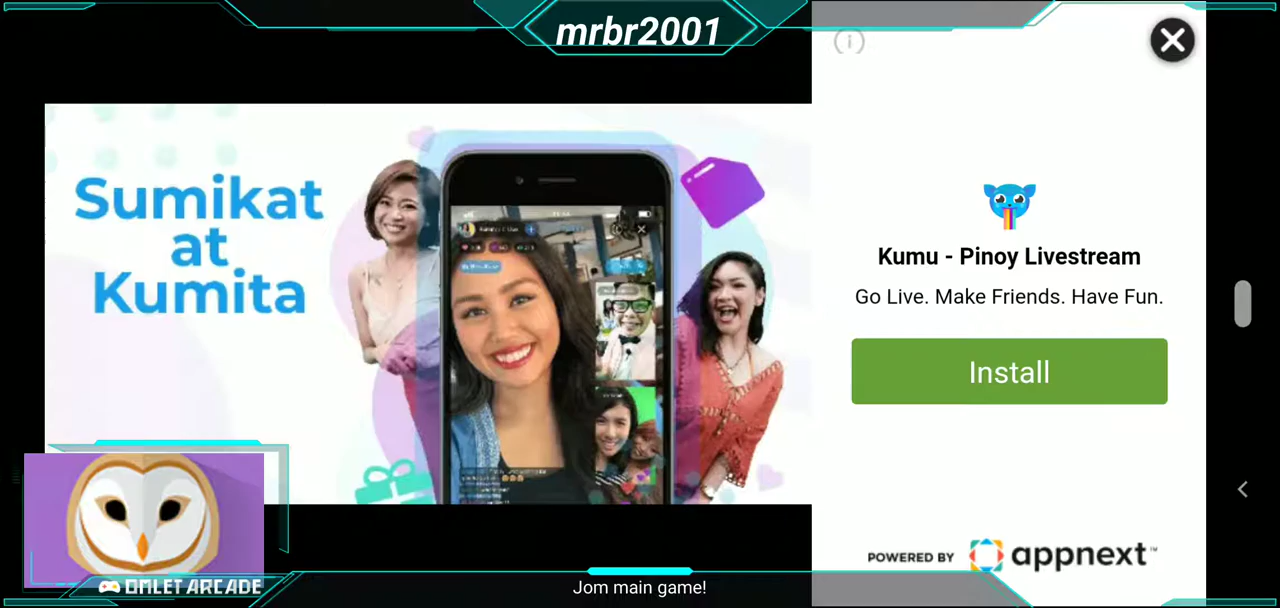 mrbr2001
Sumikat
at
Kumita
Kumu - Pinoy Livestream
Go Live. Make Friends. Have Fun.
Install
POWERED BY appnext™
OMLET ARCADE
Jom main game!